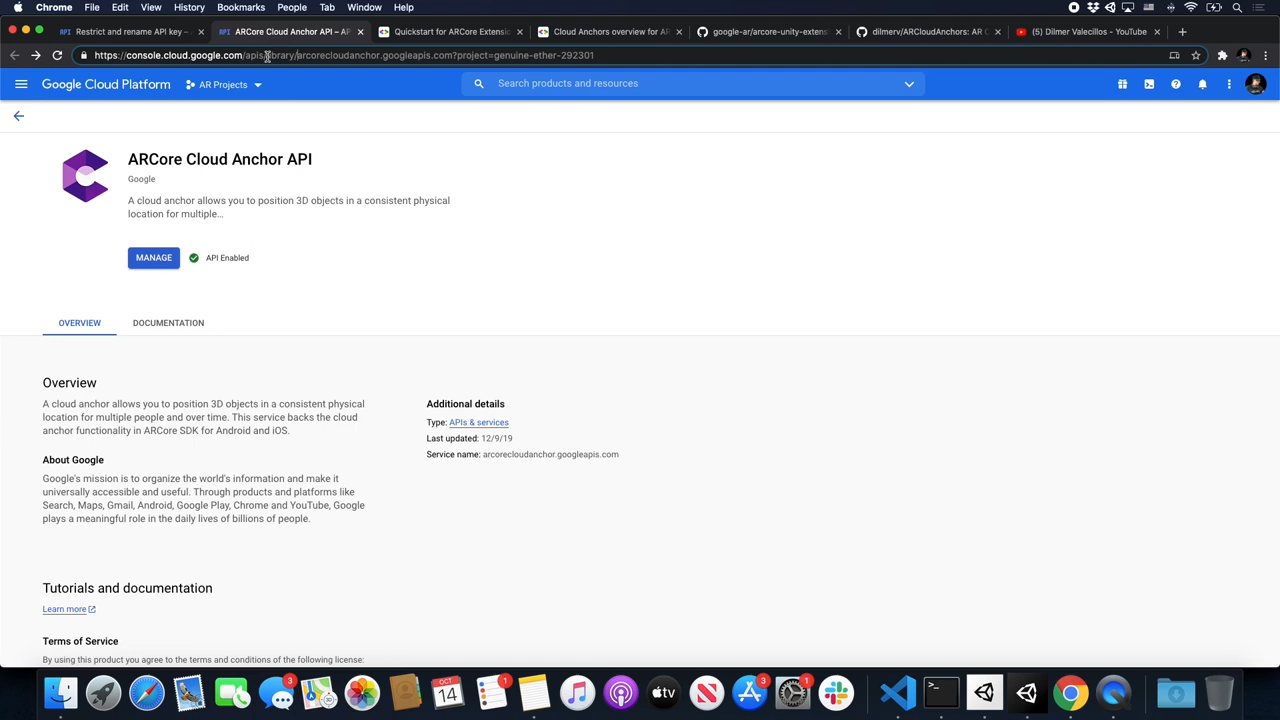 Chrome File Edit View History Bookmarks People Tab Window Help
Restrict and rename API key –
ARCore Cloud Anchor API – AP
Quickstart for ARCore Extensio
Cloud Anchors overview for AR
google-ar/arcore-unity-extens
dilmerv/ARCloudAnchors: AR C
(5) Dilmer Valecillos - YouTube
https://console.cloud.google.com/apis/library/arcorecloudanchor.googleapis.com?project=genuine-ether-292301
Google Cloud Platform
AR Projects
Search products and resources
ARCore Cloud Anchor API
Google
A cloud anchor allows you to position 3D objects in a consistent physical
location for multiple…
MANAGE
API Enabled
OVERVIEW
DOCUMENTATION
Overview
A cloud anchor allows you to position 3D objects in a consistent physical
location for multiple people and over time. This service backs the cloud
anchor functionality in ARCore SDK for Android and iOS.
About Google
Google's mission is to organize the world's information and make it
universally accessible and useful. Through products and platforms like
Search, Maps, Gmail, Android, Google Play, Chrome and YouTube, Google
plays a meaningful role in the daily lives of billions of people.
Additional details
Type: APIs & services
Last updated: 12/9/19
Service name: arcorecloudanchor.googleapis.com
Tutorials and documentation
Learn more
Terms of Service
By using this product you agree to the terms and conditions of the following license:
3
OCT
14
1
tv
3
1